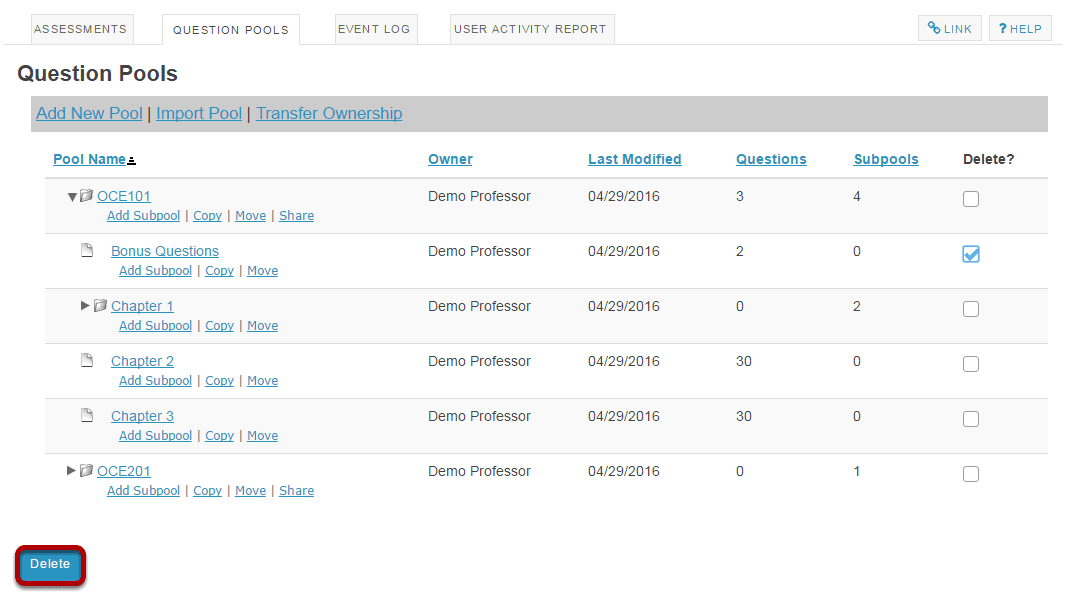 ASSESSMENTS QUESTION POOLS EVENT LOG USER ACTIVITY REPORT LINK ? HELP
Question Pools
Add New Pool | Import Pool | Transfer Ownership
Pool Name Owner Last Modified Questions Subpools Delete?
OCE101 Demo Professor 04/29/2016 3 4
Add Subpool | Copy | Move | Share
Bonus Questions Demo Professor 04/29/2016 2 0
Add Subpool | Copy | Move
Chapter 1 Demo Professor 04/29/2016 0 2
Add Subpool | Copy | Move
Chapter 2 Demo Professor 04/29/2016 30 0
Add Subpool | Copy | Move
Chapter 3 Demo Professor 04/29/2016 30 0
Add Subpool | Copy | Move
OCE201 Demo Professor 04/29/2016 0 1
Add Subpool | Copy | Move | Share
Delete